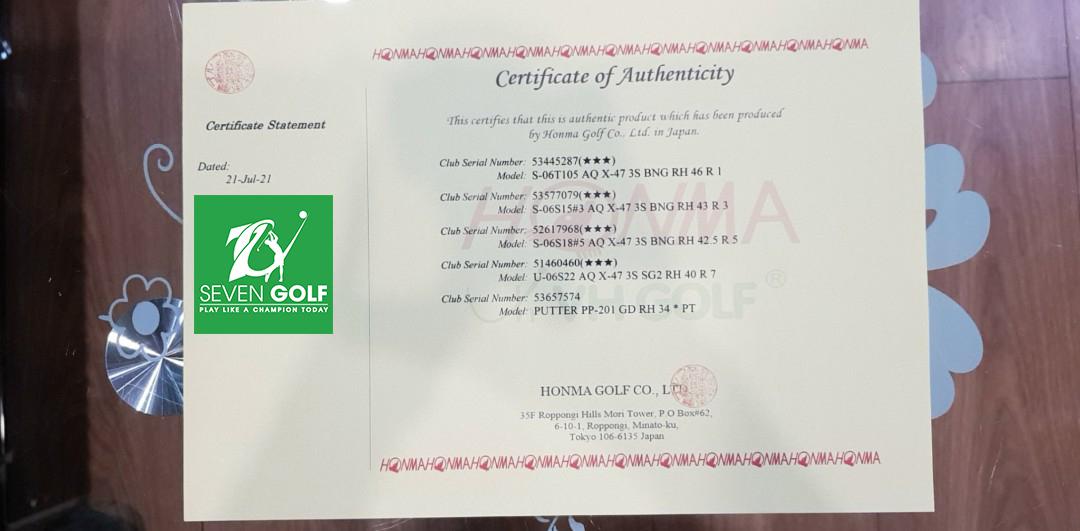 HONMAHONMAHONMAHONMAHONMAHONMAHONMAHONMAHONMAHONMAHONMA
Certificate of Authenticity
This certifies that this is authentic product which has been produced
by Honma Golf Co., Ltd. in Japan.
Certificate Statement
Dated:
21-Jul-21
Club Serial Number: 53445287(★★★)
Model: S-06T105 AQ X-47 3S BNG RH 46 R 1
Club Serial Number: 53577079(★★★)
Model: S-06S15#3 AQ X-47 3S BNG RH 43 R 3
Club Serial Number: 52617968(★★★)
Model: S-06S18#5 AQ X-47 3S BNG RH 42.5 R 5
Club Serial Number: 51460460(★★★)
Model: U-06S22 AQ X-47 3S SG2 RH 40 R 7
Club Serial Number: 53657574
Model: PUTTER PP-201 GD RH 34 * PT
HONMA
GOLF ®
SEVEN GOLF
PLAY LIKE A CHAMPION TODAY
HONMA GOLF CO., LTD.
35F Roppongi Hills Mori Tower, P.O Box#62,
6-10-1, Roppongi, Minato-ku,
Tokyo 106-6135 Japan
HONMAHONMAHONMAHONMAHONMAHONMAHONMAHONMAHONMAHONMAHONMA